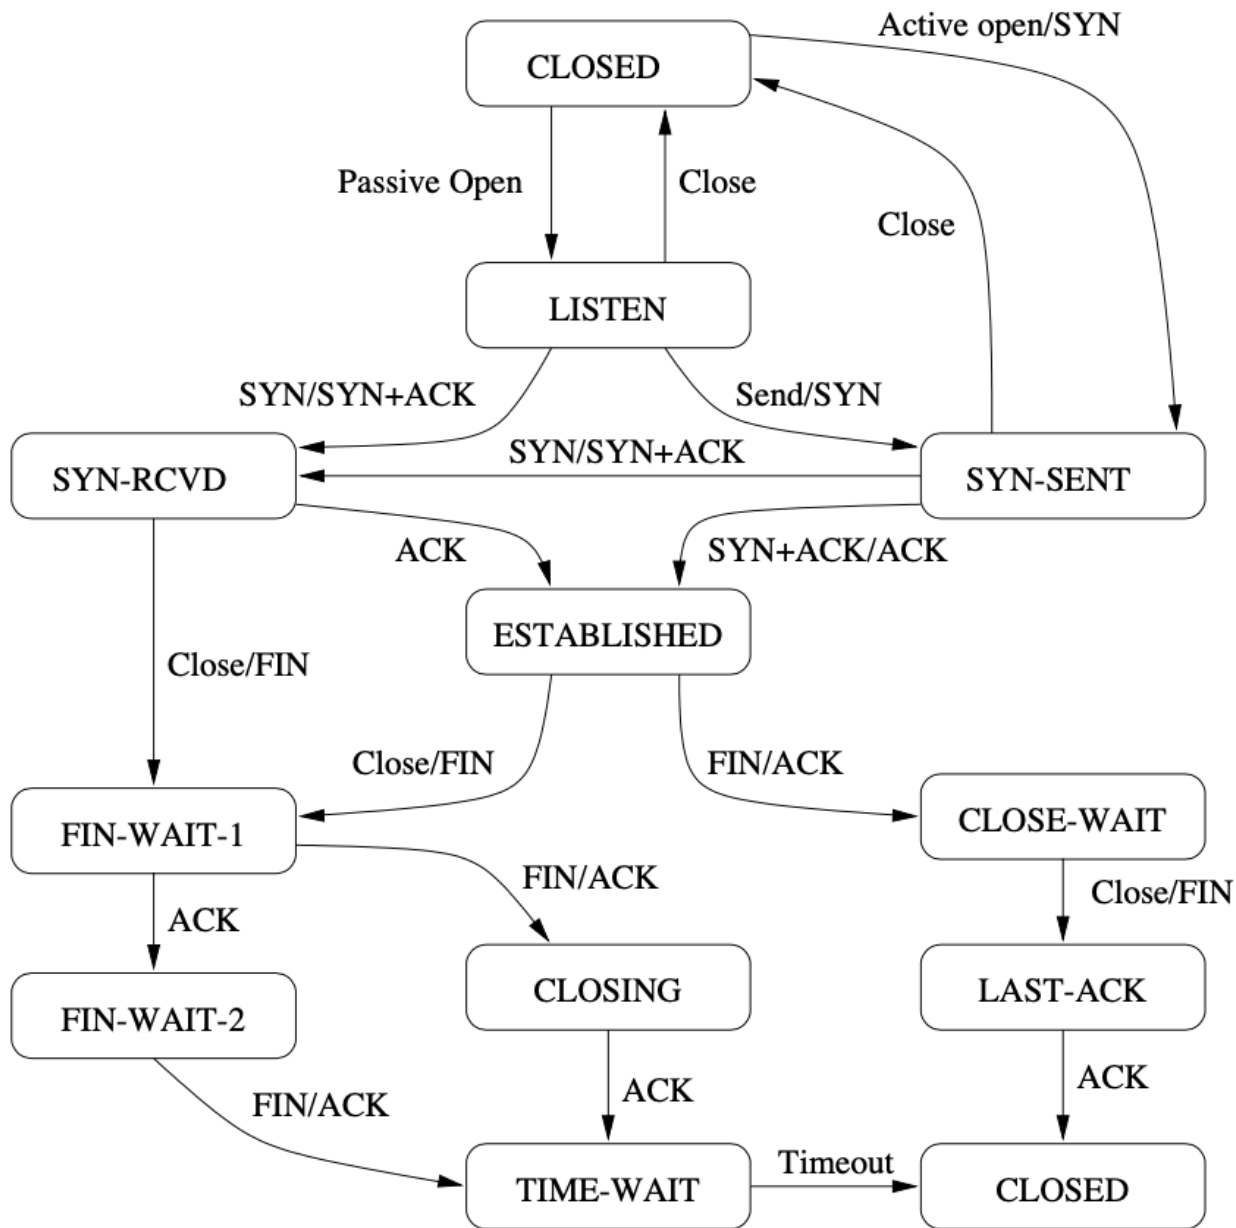 Active open/SYN
CLOSED
Passive Open
Close
Close
LISTEN
SYN/SYN+ACK
Send/SYN
SYN/SYN+ACK
SYN-RCVD
SYN-SENT
ACK
SYN+ACK/ACK
ESTABLISHED
Close/FIN
Close/FIN
FIN/ACK
FIN-WAIT-1
CLOSE-WAIT
FIN/ACK
Close/FIN
ACK
FIN-WAIT-2
CLOSING
LAST-ACK
FIN/ACK
ACK
ACK
Timeout
TIME-WAIT
CLOSED